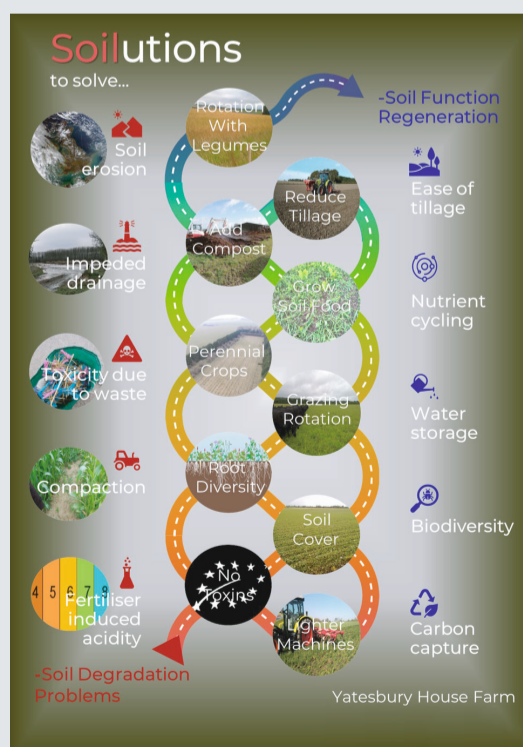 Soilutions
to solve...
Soil
erosion
Impeded
drainage
Toxicity due
to waste
Compaction
4 5 6 7 8
Fertiliser
induced
acidity
-Soil Degradation
Problems
Rotation
With
Legumes
Reduce
Tillage
Add
Compost
Grow
Soil Food
Perennial
Crops
Grazing
Rotation
Root
Diversity
Soil
Cover
No
Toxins
Lighter
Machines
-Soil Function
Regeneration
Ease of
tillage
Nutrient
cycling
Water
storage
Biodiversity
Carbon
capture
Yatesbury House Farm